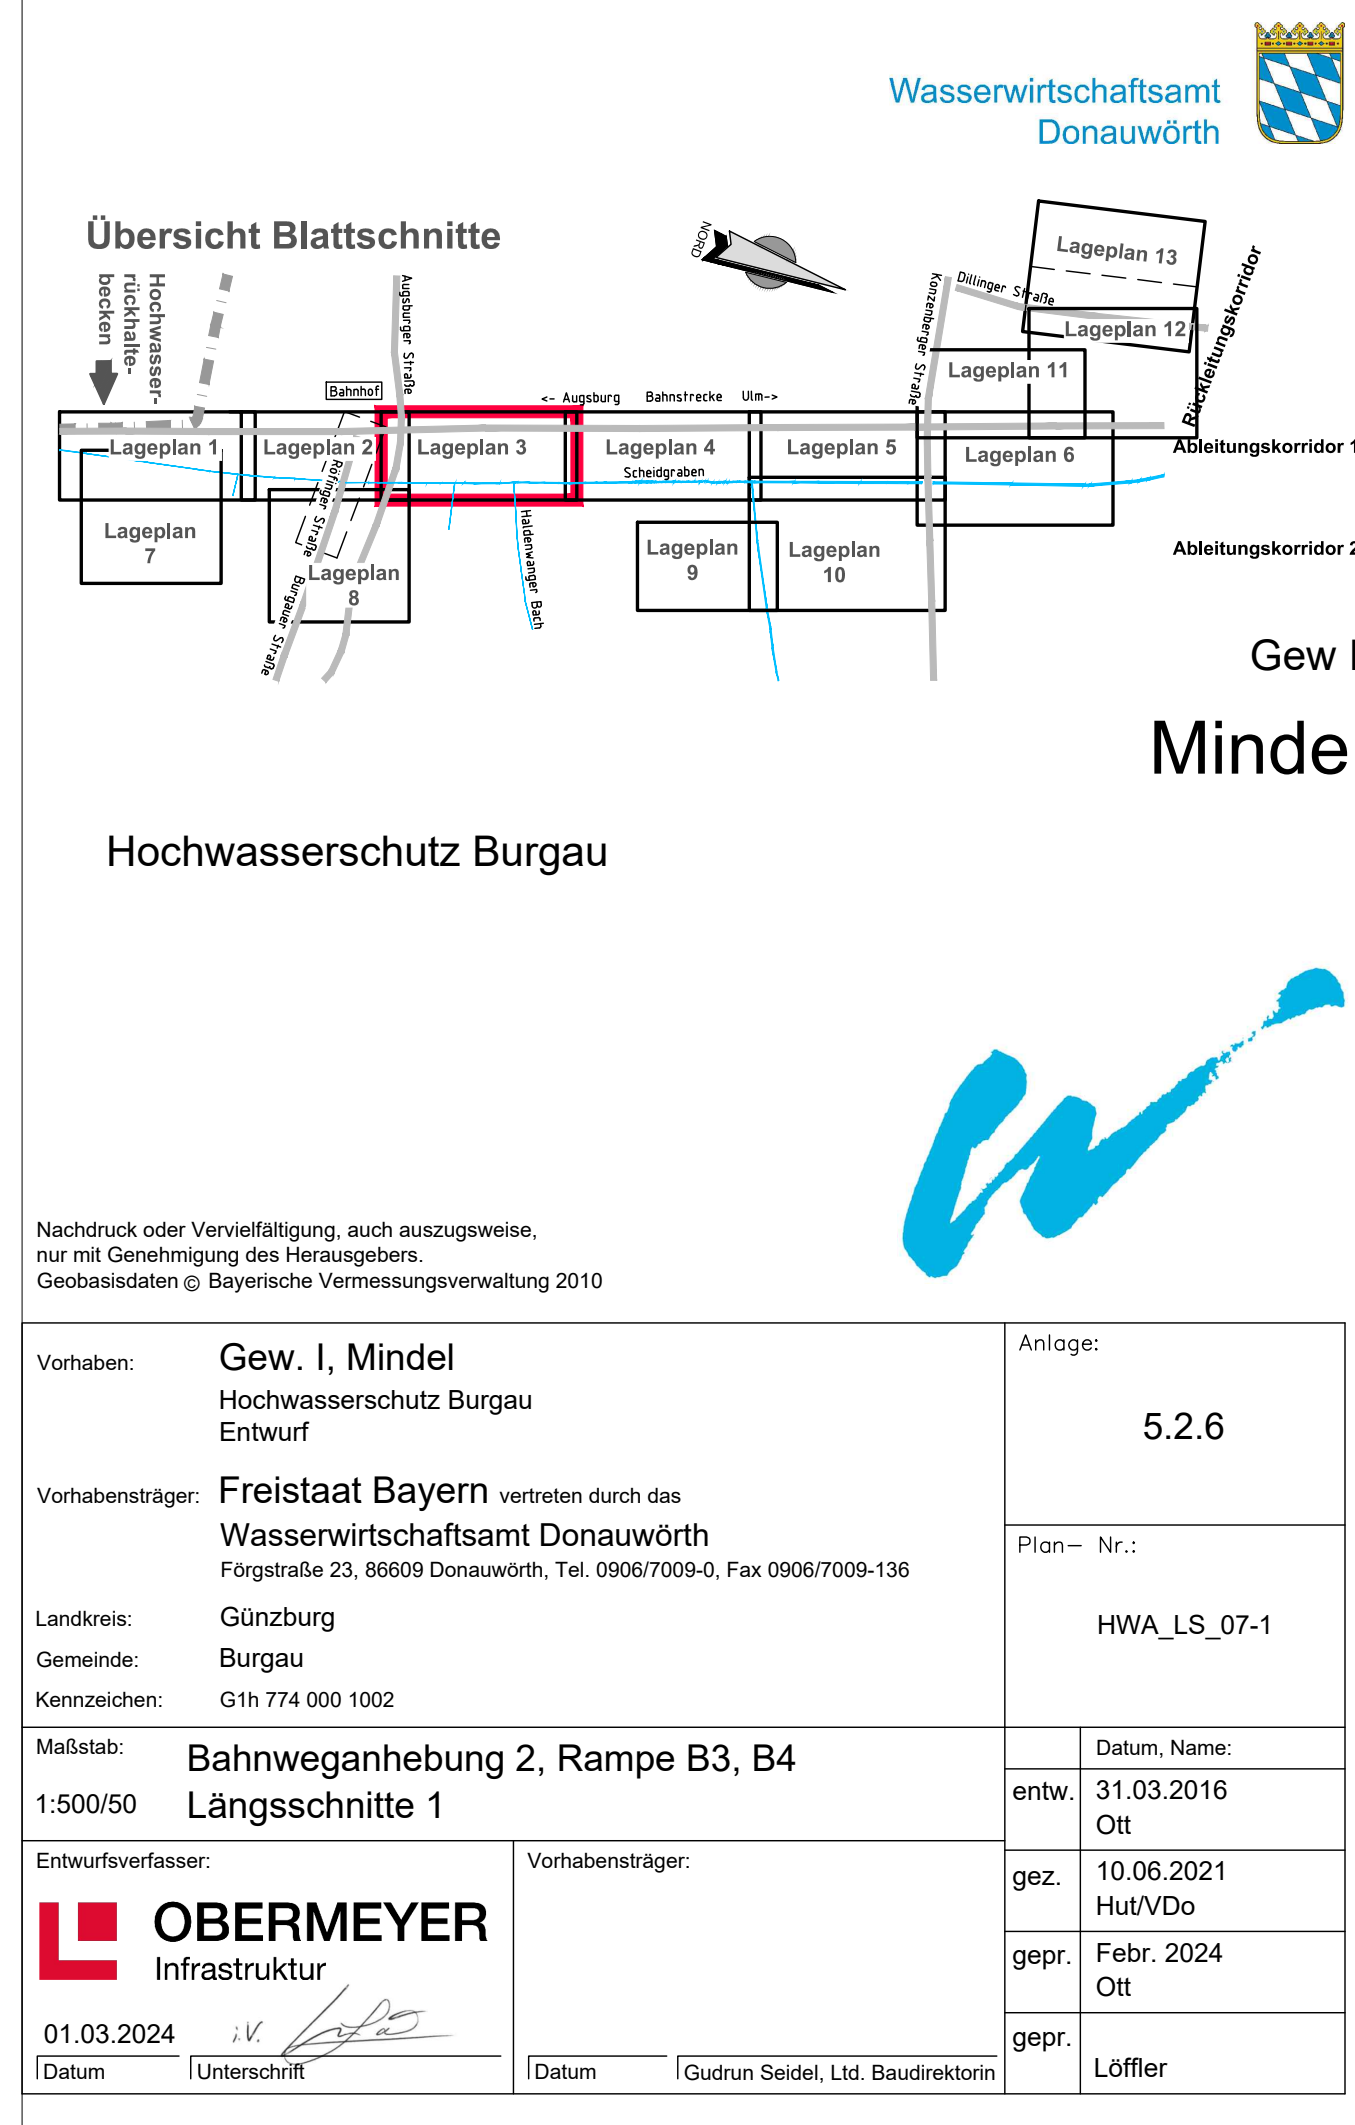 Wasserwirtschaftsamt
Donauwörth
Übersicht Blattschnitte
NORD
Hochwasser-
rückhalte-
becken
Augsburger Straße
Bahnhof
<- Augsburg Bahnstrecke Ulm->
Konzenberger Straße
Dillinger Straße
Lageplan 13
Lageplan 12
Lageplan 11
Rückleitungskorridor
Lageplan 1
Lageplan 2
Lageplan 3
Lageplan 4
Lageplan 5
Lageplan 6
Ableitungskorridor 1
Scheidgraben
Röfinger Straße
Haldenwanger Bach
Lageplan
7
Lageplan
8
Lageplan
9
Lageplan
10
Ableitungskorridor 2
Burgauer Straße
Gew
Minde
Hochwasserschutz Burgau
Nachdruck oder Vervielfältigung, auch auszugsweise,
nur mit Genehmigung des Herausgebers.
Geobasisdaten © Bayerische Vermessungsverwaltung 2010
Vorhaben: Gew. I, Mindel
Hochwasserschutz Burgau
Entwurf
Anlage:
5.2.6
Vorhabensträger: Freistaat Bayern vertreten durch das
Wasserwirtschaftsamt Donauwörth
Förgstraße 23, 86609 Donauwörth, Tel. 0906/7009-0, Fax 0906/7009-136
Plan- Nr.:
HWA_LS_07-1
Landkreis: Günzburg
Gemeinde: Burgau
Kennzeichen: G1h 774 000 1002
Maßstab:
1:500/50
Bahnweganhebung 2, Rampe B3, B4
Längsschnitte 1
Datum, Name:
entw. 31.03.2016
Ott
gez. 10.06.2021
Hut/VDo
gepr. Febr. 2024
Ott
gepr.
Löffler
Entwurfsverfasser:
OBERMEYER
Infrastruktur
01.03.2024 i.V.
Datum Unterschrift
Vorhabensträger:
Datum Gudrun Seidel, Ltd. Baudirektorin